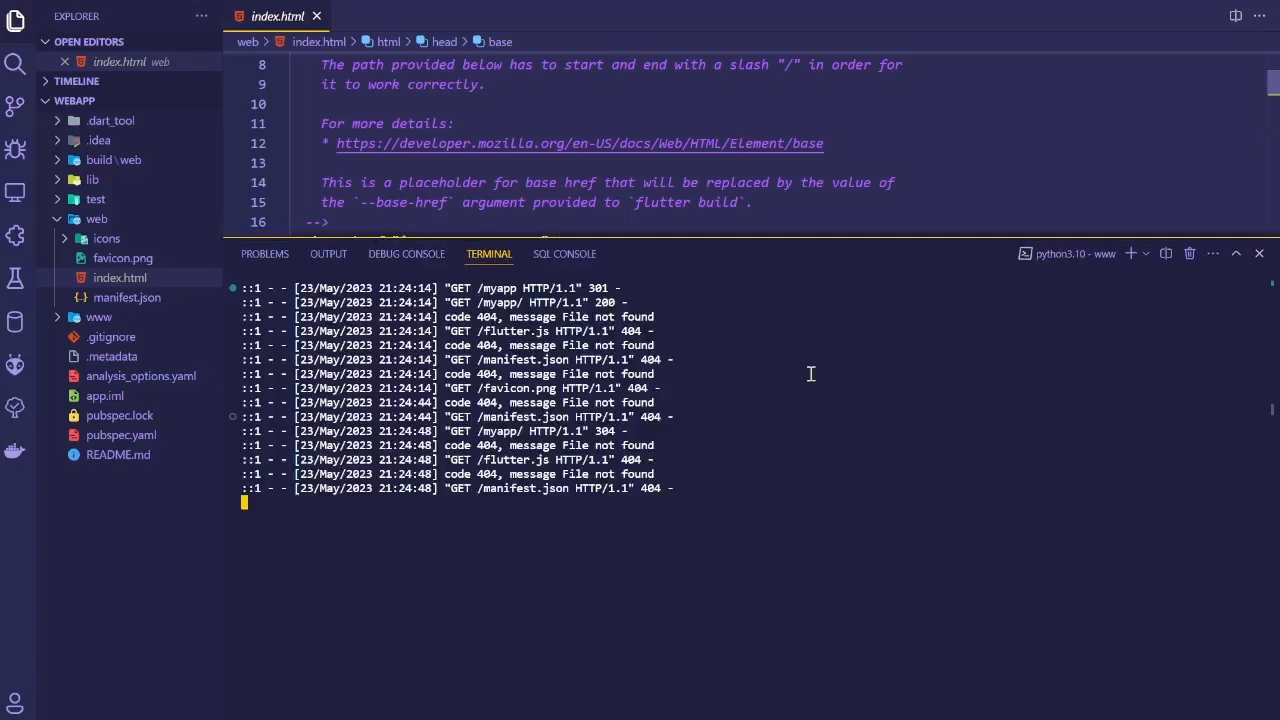 EXPLORER
OPEN EDITORS
index.html web
TIMELINE
WEBAPP
.dart_tool
.idea
build \ web
lib
test
web
icons
favicon.png
index.html
manifest.json
www
.gitignore
.metadata
analysis_options.yaml
app.iml
pubspec.lock
pubspec.yaml
README.md
index.html
web > index.html > html > head > base
8 The path provided below has to start and end with a slash "/" in order for
9 it to work correctly.
10
11 For more details:
12 * https://developer.mozilla.org/en-US/docs/Web/HTML/Element/base
13
14 This is a placeholder for base href that will be replaced by the value of
15 the `--base-href` argument provided to `flutter build`.
16 -->
PROBLEMS OUTPUT DEBUG CONSOLE TERMINAL SQL CONSOLE
python3.10 - www
::1 - - [23/May/2023 21:24:14] "GET /myapp HTTP/1.1" 301 -
::1 - - [23/May/2023 21:24:14] "GET /myapp/ HTTP/1.1" 200 -
::1 - - [23/May/2023 21:24:14] code 404, message File not found
::1 - - [23/May/2023 21:24:14] "GET /flutter.js HTTP/1.1" 404 -
::1 - - [23/May/2023 21:24:14] code 404, message File not found
::1 - - [23/May/2023 21:24:14] "GET /manifest.json HTTP/1.1" 404 -
::1 - - [23/May/2023 21:24:14] code 404, message File not found
::1 - - [23/May/2023 21:24:14] "GET /favicon.png HTTP/1.1" 404 -
::1 - - [23/May/2023 21:24:44] code 404, message File not found
::1 - - [23/May/2023 21:24:44] "GET /manifest.json HTTP/1.1" 404 -
::1 - - [23/May/2023 21:24:48] "GET /myapp/ HTTP/1.1" 304 -
::1 - - [23/May/2023 21:24:48] code 404, message File not found
::1 - - [23/May/2023 21:24:48] "GET /flutter.js HTTP/1.1" 404 -
::1 - - [23/May/2023 21:24:48] code 404, message File not found
::1 - - [23/May/2023 21:24:48] "GET /manifest.json HTTP/1.1" 404 -